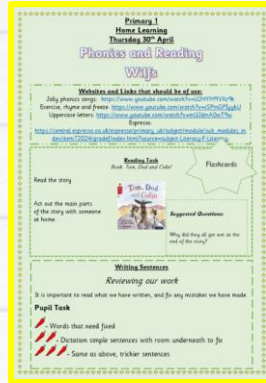 Primary 1
Home Learning
Thursday 30th April
Phonics and Reading
Wilfs
Websites and Links that should be of use:
Jolly phonics songs:
Exercise, rhyme and freeze:
Uppercase letters:
Espresso:
Reading Task
Book: Tom, Dad and Colin!
Flashcards
Read the story
Act out the main parts
of the story with someone
at home
Tom, Dad
and Colin
Suggested Questions:
Why did they all get wet at the
end of the story?
Writing Sentences
Reviewing our work
It is important to read what we have written, and fix any mistakes we have made.
Pupil Task
- Words that need fixed
- Dictation simple sentences with room underneath to fix
- Same as above, trickier sentences